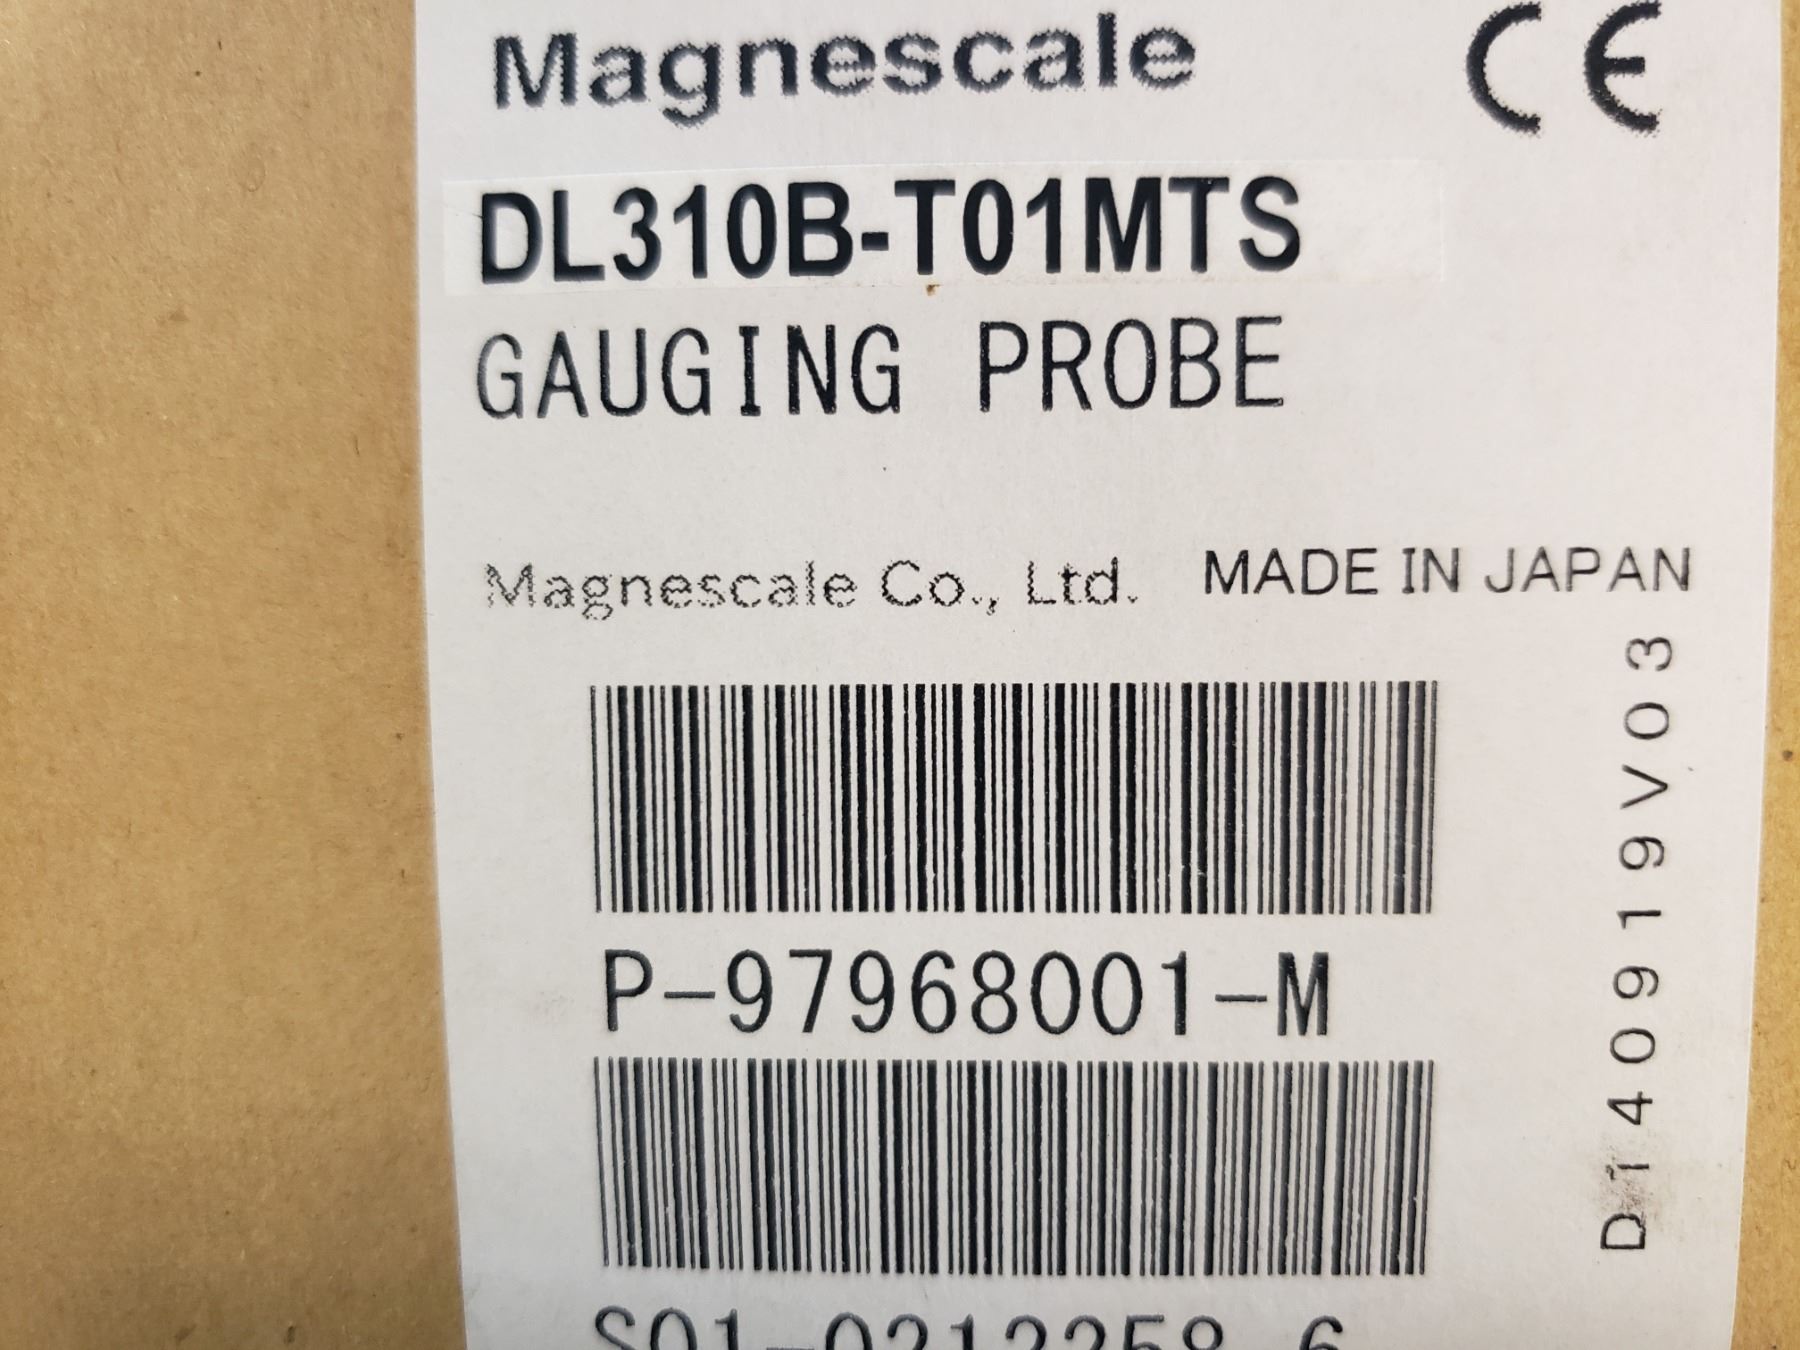 Magnescale CE
DL310B-T01MTS
GAUGING PROBE
Magnescale Co., Ltd. MADE IN JAPAN
D140919V03
P-97968001-M